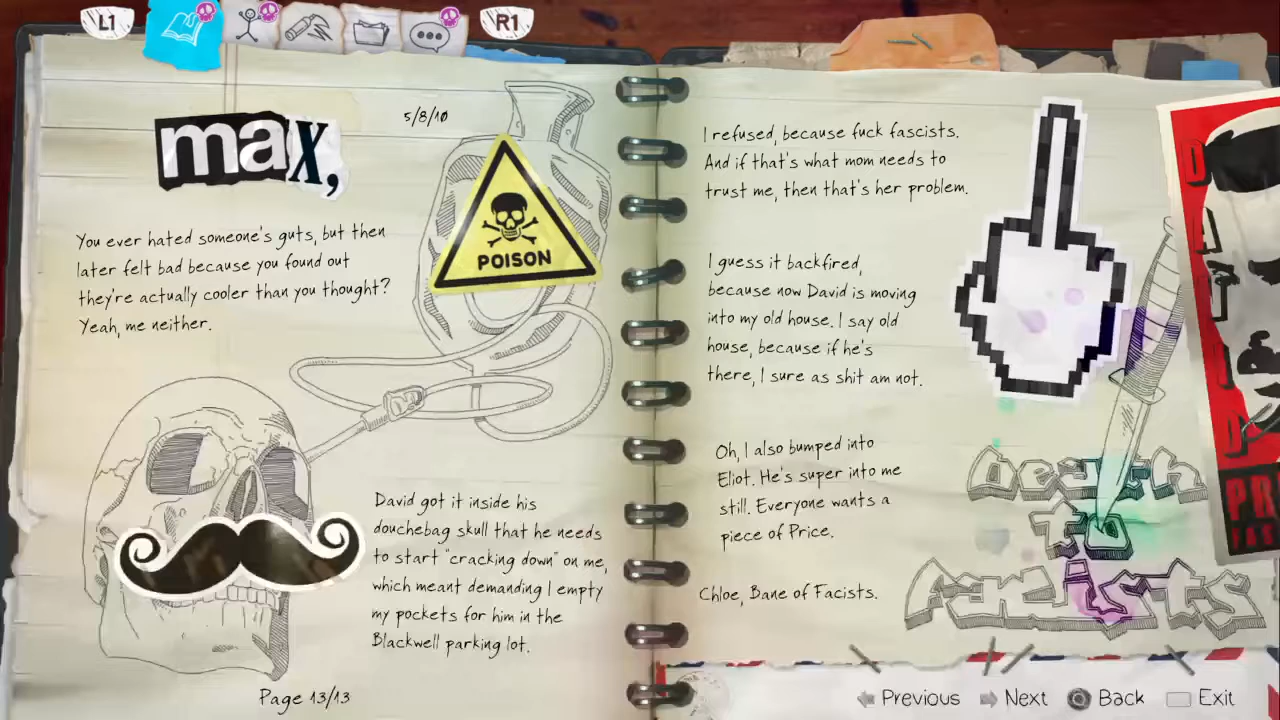 L1
R1
max,
5/8/10
POISON
You ever hated someone's guts, but then
later felt bad because you found out
they're actually cooler than you thought?
Yeah, me neither.
David got it inside his
douchebag skull that he needs
to start "cracking down" on me,
which meant demanding I empty
my pockets for him in the
Blackwell parking lot.
Page 13/13
I refused, because fuck fascists.
And if that's what mom needs to
trust me, then that's her problem.
I guess it backfired,
because now David is moving
into my old house. I say old
house, because if he's
there, I sure as shit am not.
Oh, I also bumped into
Eliot. He's super into me
still. Everyone wants a
piece of Price.
Chloe, Bane of Facists.
Death
To
Previous
Next
Back
Exit